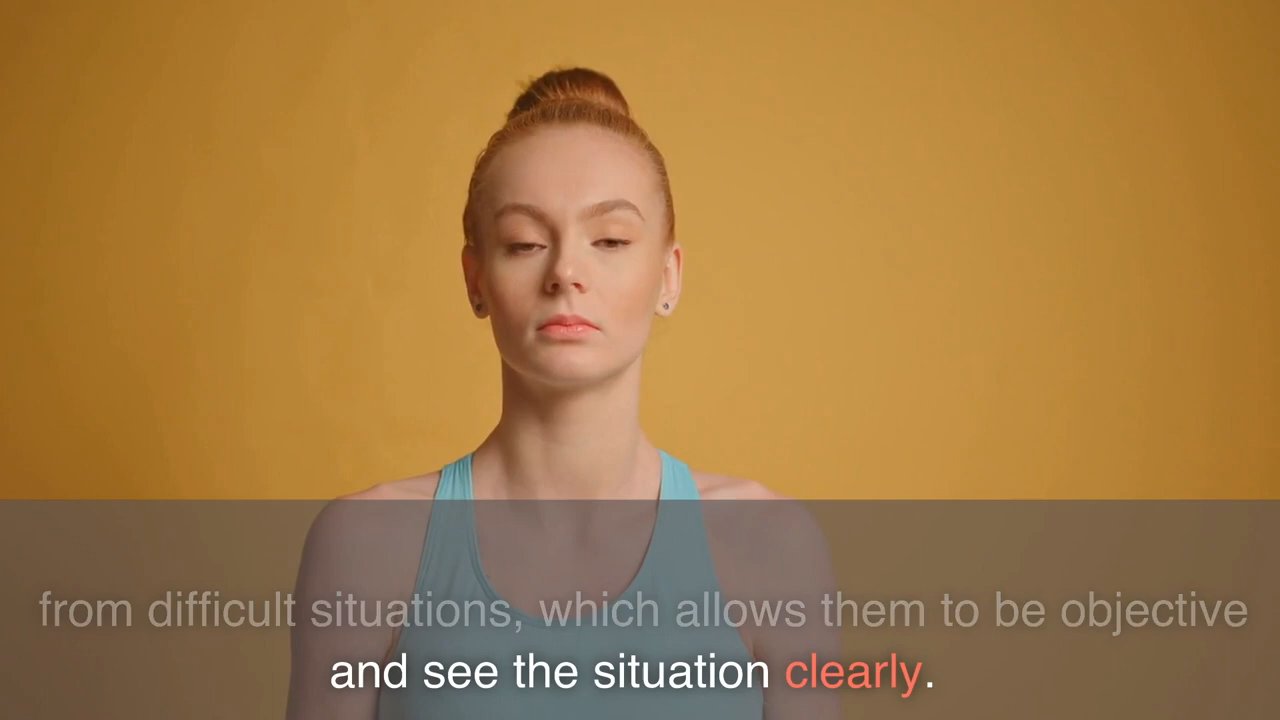 from difficult situations, which allows them to be objective
and see the situation clearly.